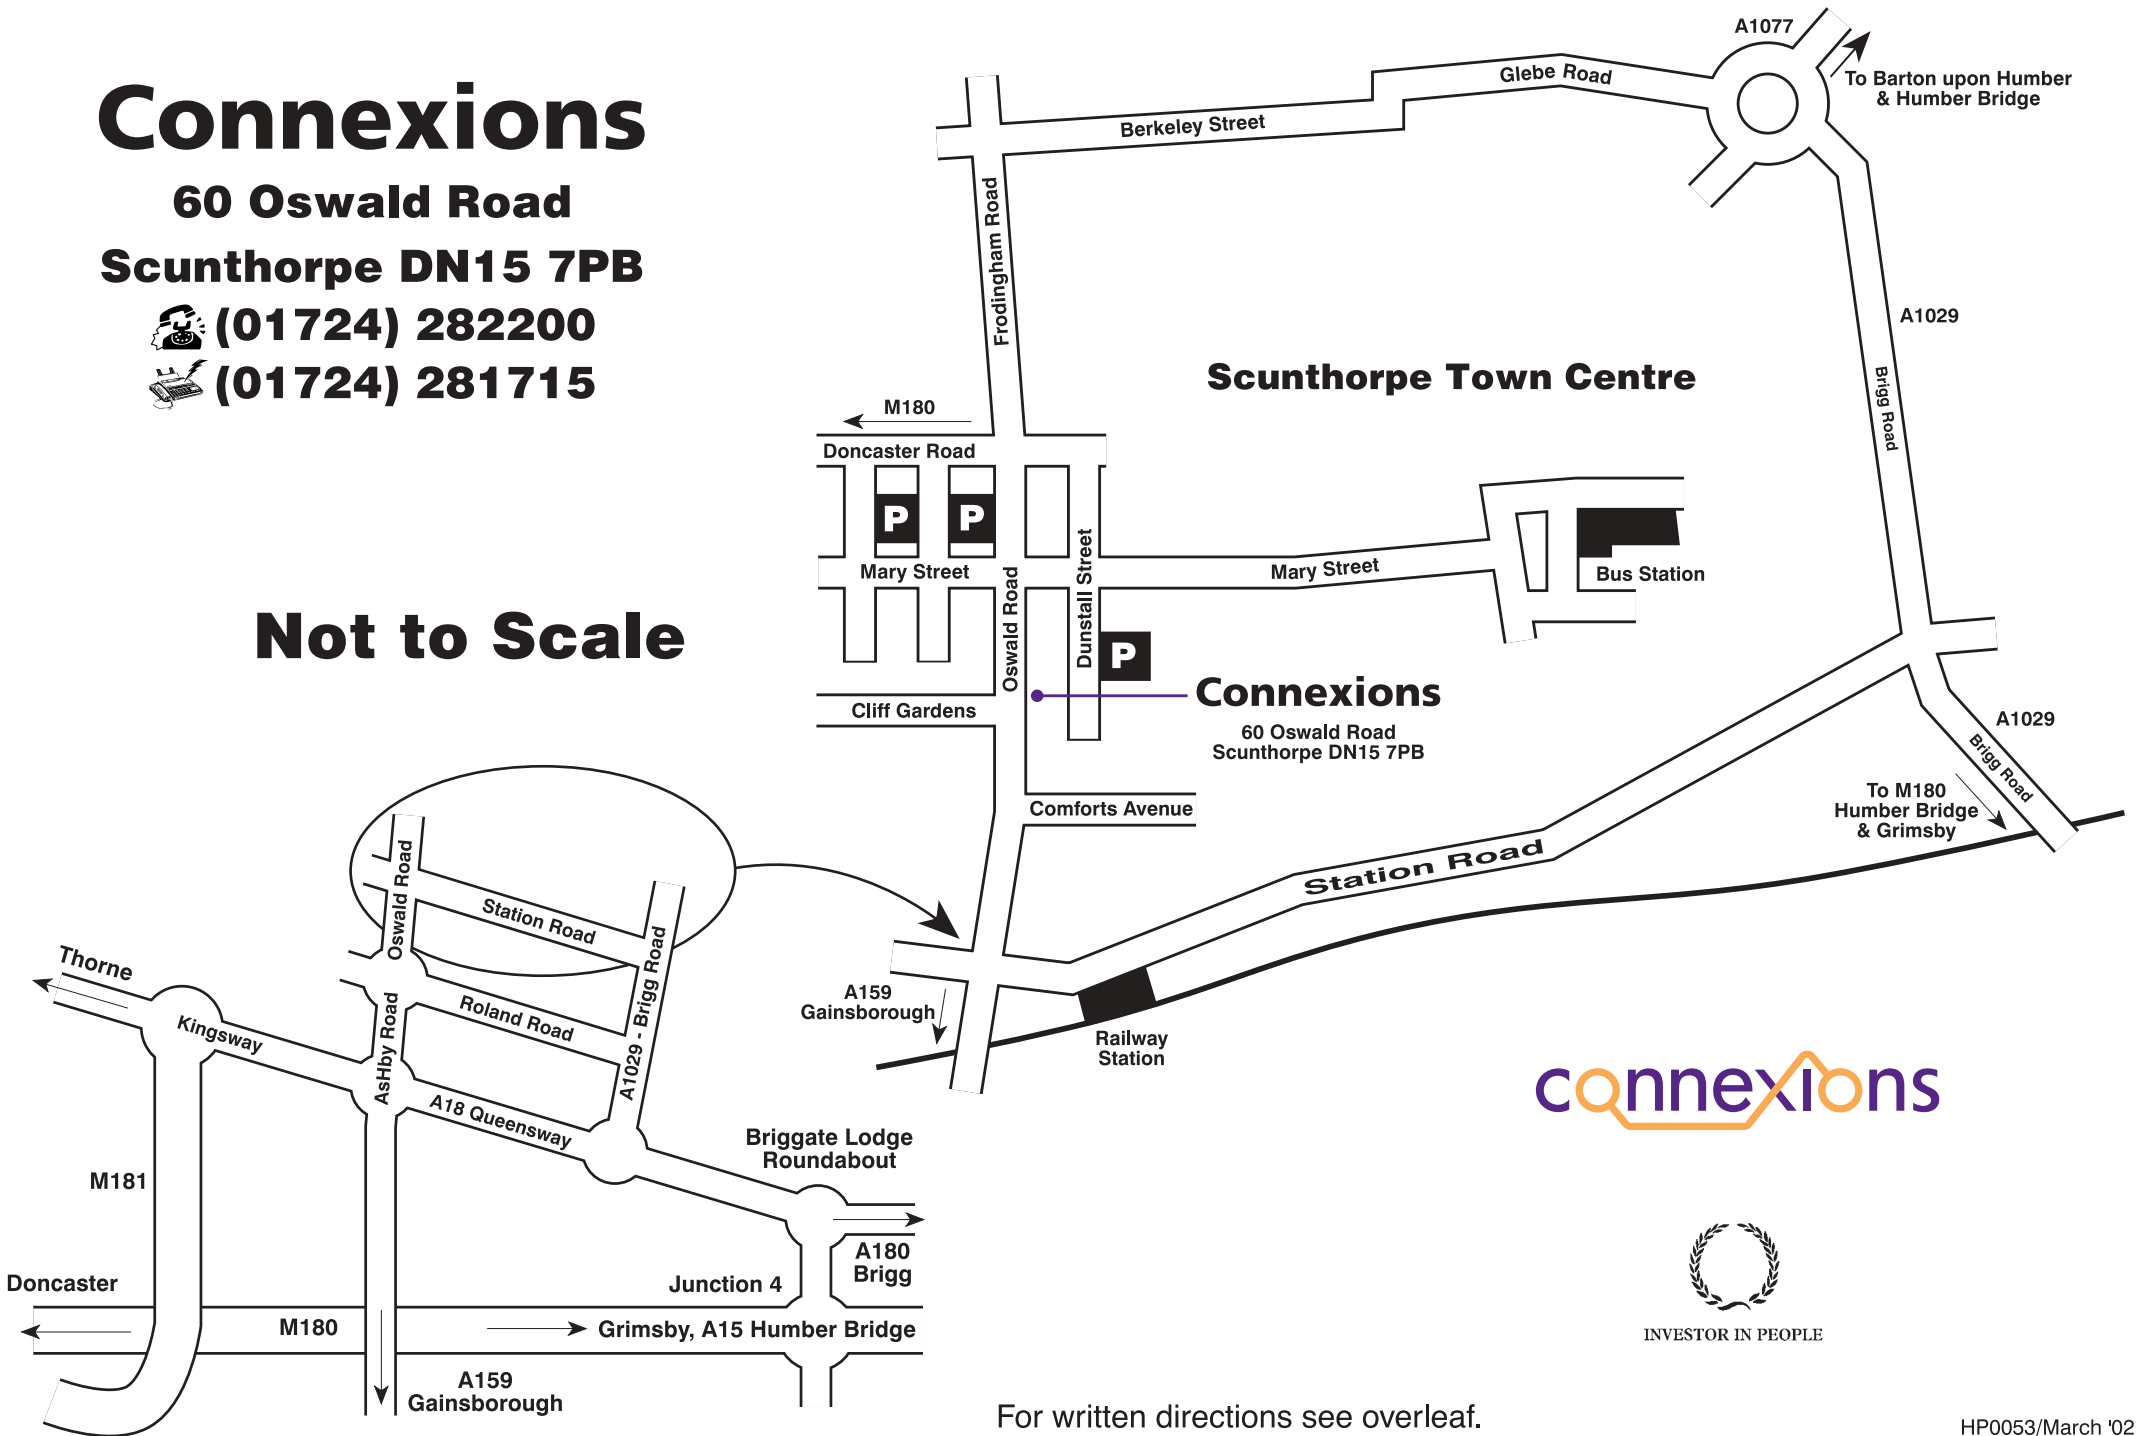 Connexions
60 Oswald Road
Scunthorpe DN15 7PB
(01724) 282200
(01724) 281715
Not to Scale
A1077
To Barton upon Humber
& Humber Bridge
Glebe Road
Berkeley Street
Frodingham Road
A1029
Brigg Road
Scunthorpe Town Centre
M180
Doncaster Road
P
P
Mary Street
Oswald Road
Dunstall Street
Mary Street
Bus Station
P
Connexions
60 Oswald Road
Scunthorpe DN15 7PB
Cliff Gardens
Comforts Avenue
A1029
Brigg Road
To M180
Humber Bridge
& Grimsby
Station Road
A159
Gainsborough
Railway
Station
Oswald Road
Station Road
A1029 - Brigg Road
Roland Road
Thorne
Kingsway
AsHby Road
A18 Queensway
Briggate Lodge
Roundabout
M181
A180
Brigg
Doncaster
Junction 4
M180
Grimsby, A15 Humber Bridge
A159
Gainsborough
connexions
INVESTOR IN PEOPLE
For written directions see overleaf.
HP0053/March '02